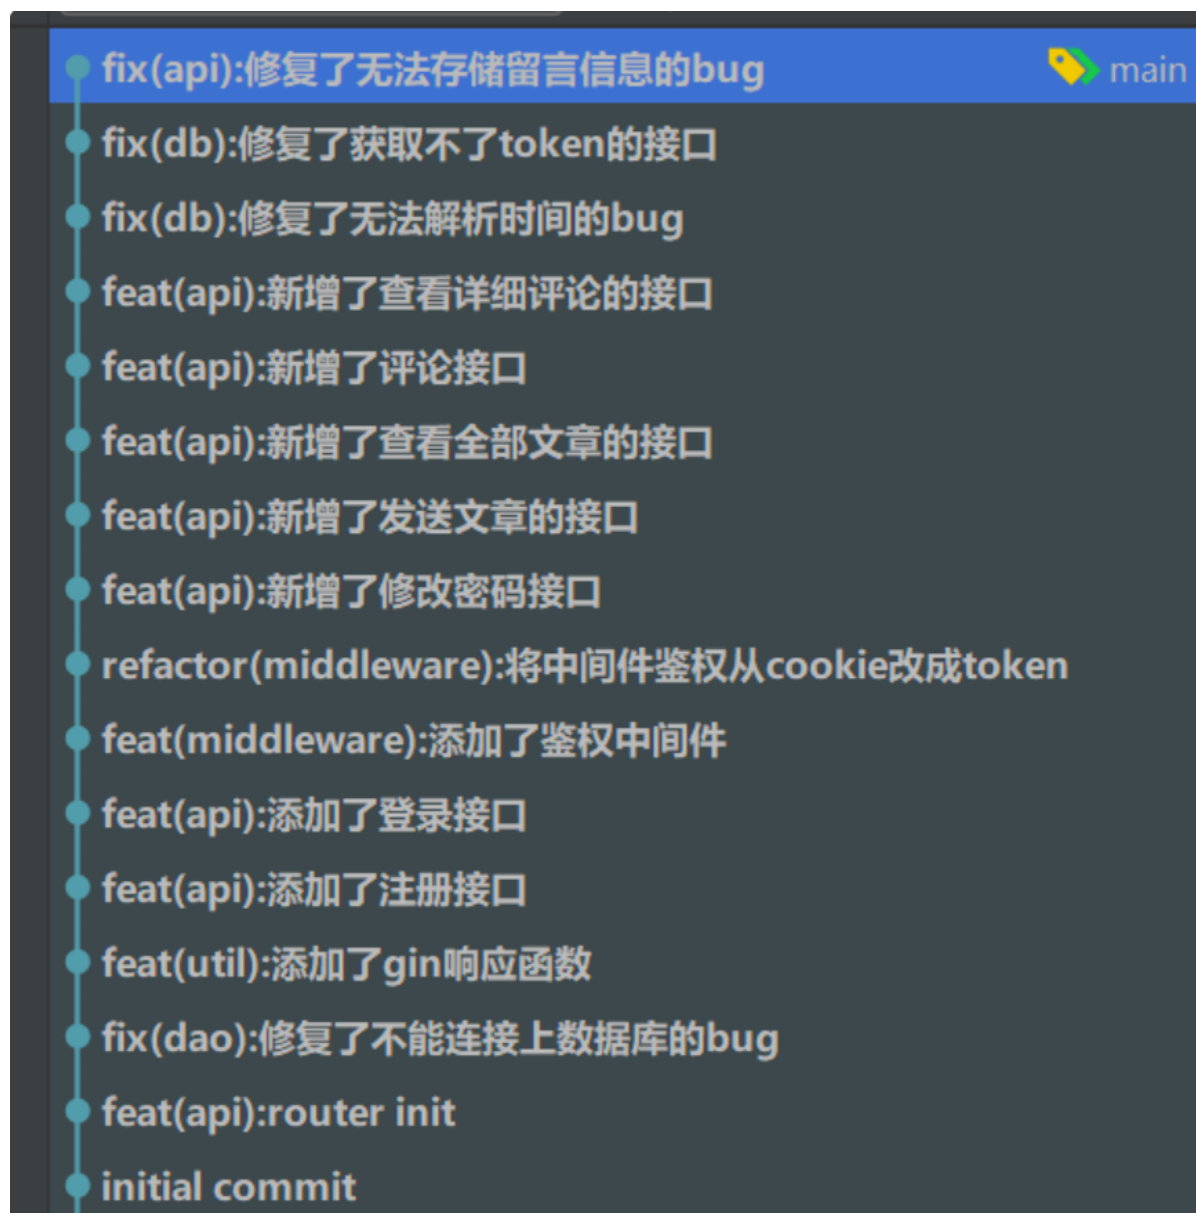 fix(api):修复了无法存储留言信息的bug main
fix(db):修复了获取不了token的接口
fix(db):修复了无法解析时间的bug
feat(api):新增了查看详细评论的接口
feat(api):新增了评论接口
feat(api):新增了查看全部文章的接口
feat(api):新增了发送文章的接口
feat(api):新增了修改密码接口
refactor(middleware):将中间件鉴权从cookie改成token
feat(middleware):添加了鉴权中间件
feat(api):添加了登录接口
feat(api):添加了注册接口
feat(util):添加了gin响应函数
fix(dao):修复了不能连接上数据库的bug
feat(api):router init
initial commit